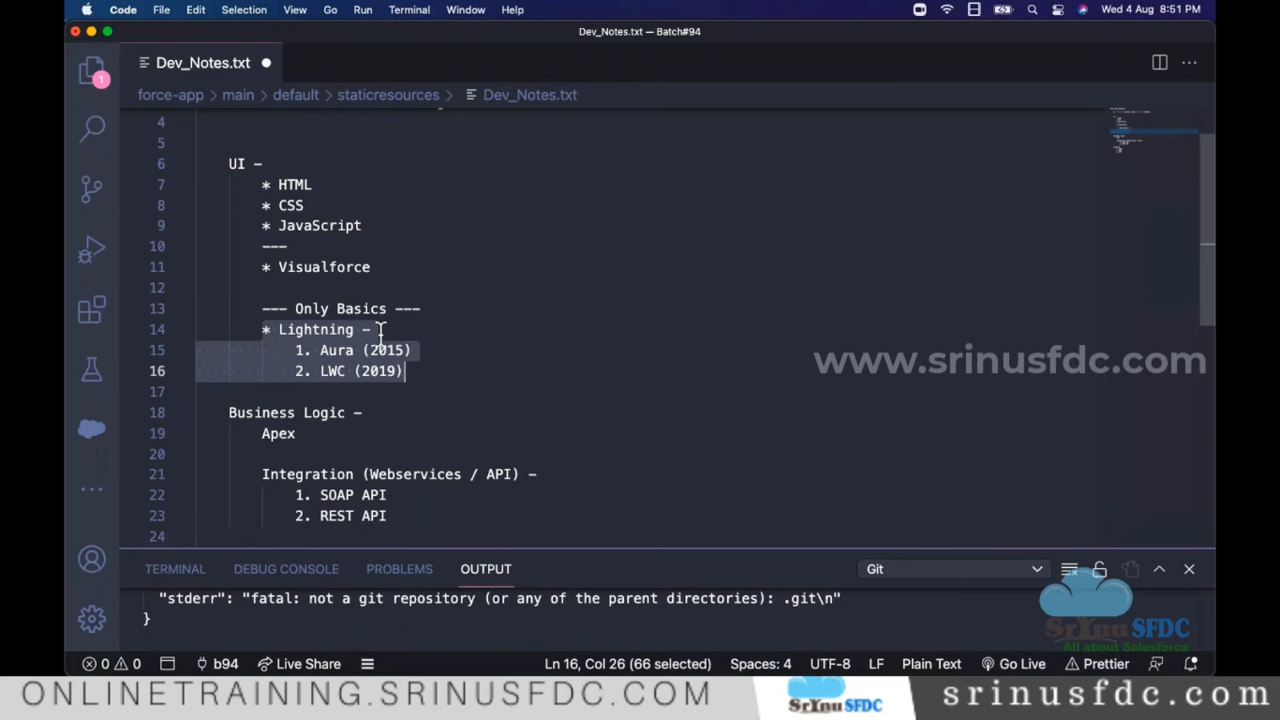 Code File Edit Selection View Go Run Terminal Window Help Wed 4 Aug 8:51 PM
Dev_Notes.txt — Batch#94
Dev_Notes.txt
1
force-app > main > default > staticresources > Dev_Notes.txt
4
5
6 UI -
7 * HTML
8 * CSS
9 * JavaScript
10 ---
11 * Visualforce
12
13 --- Only Basics ---
14 * Lightning -
15 1. Aura (2015)
16 2. LWC (2019)
17
18 Business Logic -
19 Apex
20
21 Integration (Webservices / API) -
22 1. SOAP API
23 2. REST API
24
www.srinusfdc.com
TERMINAL DEBUG CONSOLE PROBLEMS OUTPUT Git
"stderr": "fatal: not a git repository (or any of the parent directories): .git\n"
}
SrInu SFDC
All about Salesforce
0 0 b94 Live Share Ln 16, Col 26 (66 selected) Spaces: 4 UTF-8 LF Plain Text Go Live Prettier
ONLINETRAINING.SRINUSFDC.COM SrInu SFDC srinusfdc.com